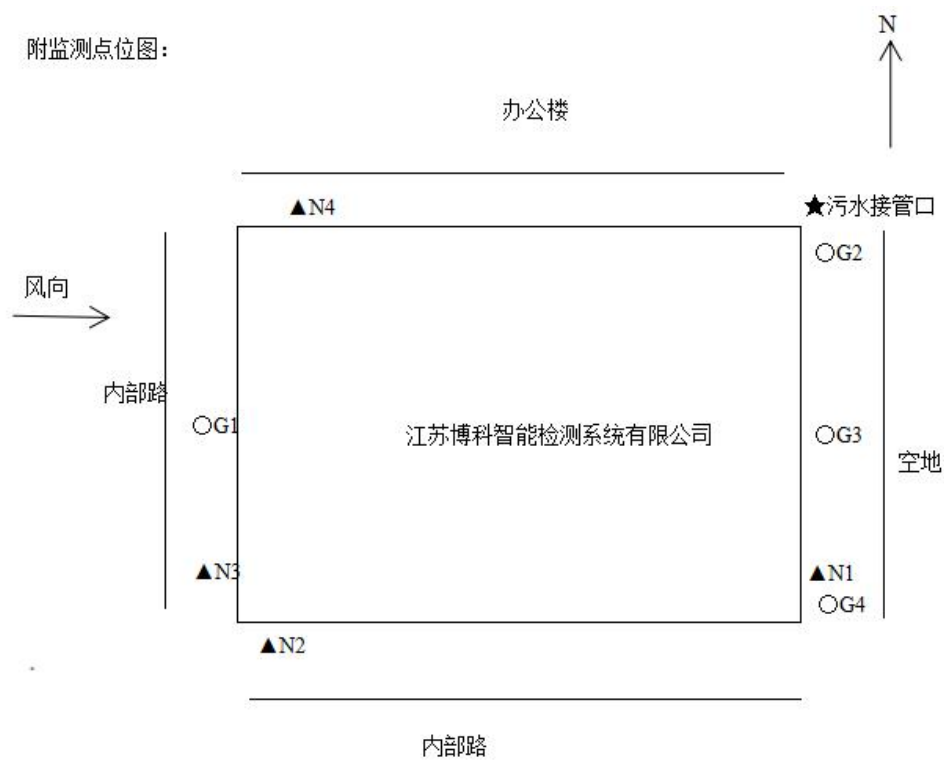 N
附监测点位图：
办公楼
▲N4
★污水接管口
○G2
风向
内部路
○G1
江苏博科智能检测系统有限公司
○G3
空地
▲N3
▲N1
○G4
▲N2
内部路